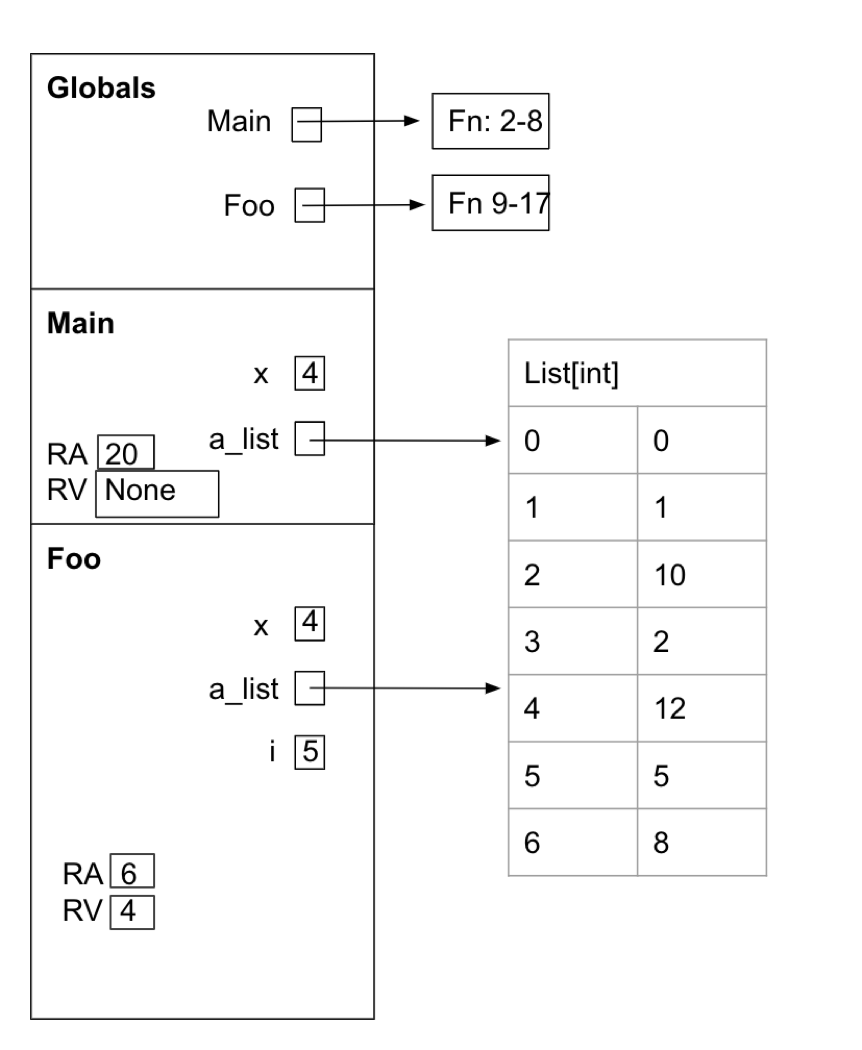 Globals
Main
Fn: 2-8
Foo
Fn 9-17
Main
x 4
a_list
RA 20
RV None
Foo
x 4
a_list
i 5
RA 6
RV 4
List[int]
0 0
1 1
2 10
3 2
4 12
5 5
6 8